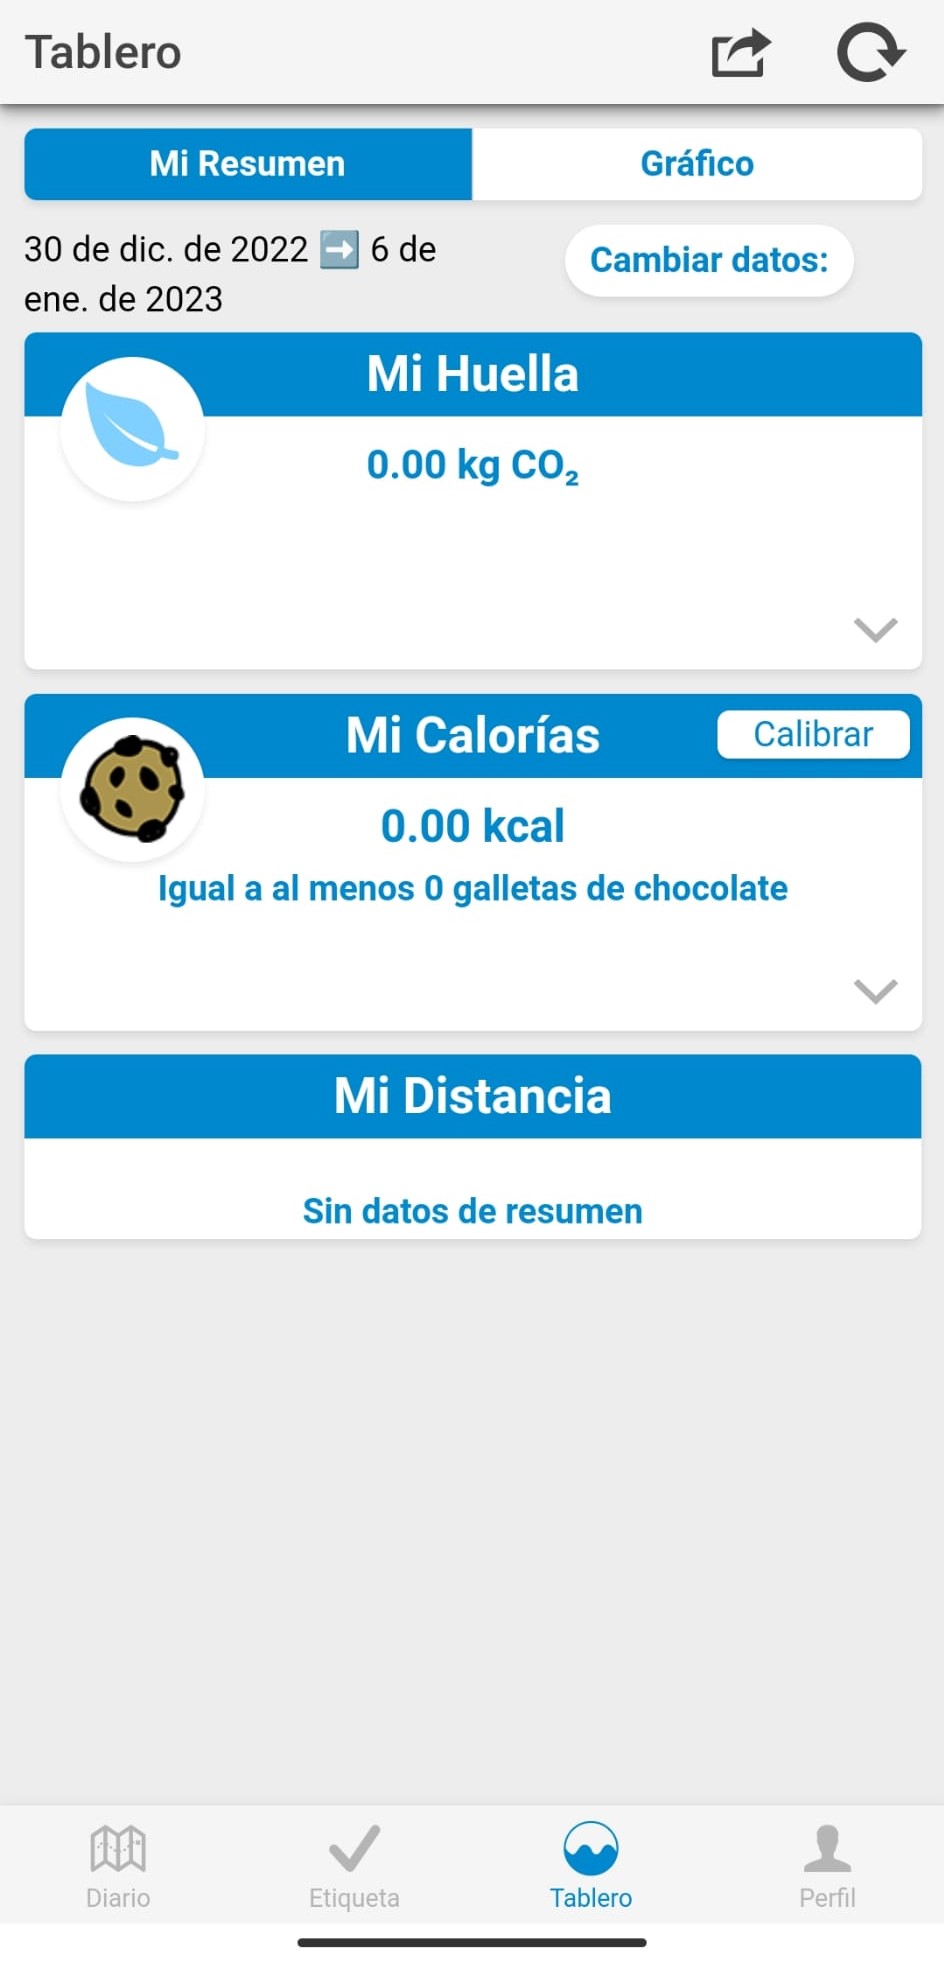 Tablero
Mi Resumen
Gráfico
30 de dic. de 2022 ➡️ 6 de
ene. de 2023
Cambiar datos:
Mi Huella
0.00 kg CO₂
Mi Calorías
Calibrar
0.00 kcal
Igual a al menos 0 galletas de chocolate
Mi Distancia
Sin datos de resumen
Diario
Etiqueta
Tablero
Perfil